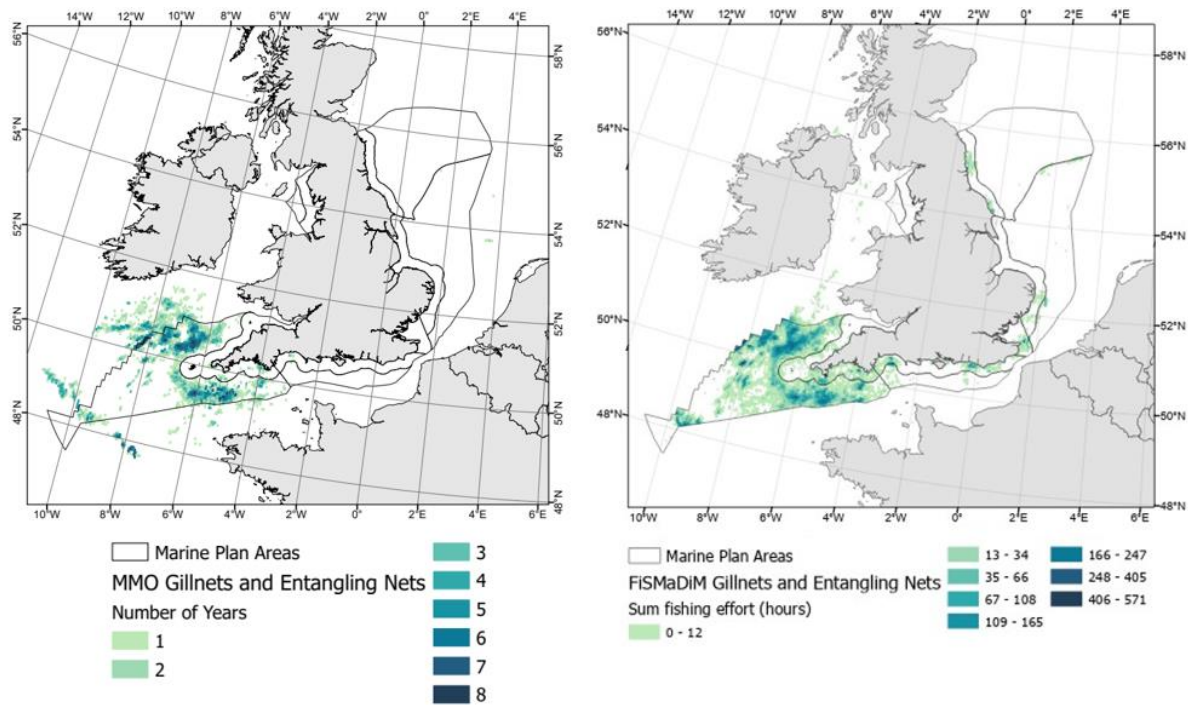 14°W 12°W 10°W 8°W 6°W 4°W 2°W 0° 2°E 4°E
56°N
58°N
54°N
56°N
52°N
54°N
50°N
52°N
48°N
50°N
48°N
10°W 8°W 6°W 4°W 2°W 0° 2°E 4°E 6°E
Marine Plan Areas
MMO Gillnets and Entangling Nets
Number of Years
1
2
3
4
5
6
7
8
14°W 12°W 10°W 8°W 6°W 4°W 2°W 0° 2°E 4°E
56°N
58°N
54°N
56°N
52°N
54°N
50°N
52°N
48°N
50°N
48°N
10°W 8°W 6°W 4°W 2°W 0° 2°E 4°E 6°E
Marine Plan Areas
FiSMaDiM Gillnets and Entangling Nets
Sum fishing effort (hours)
0 - 12
13 - 34
35 - 66
67 - 108
109 - 165
166 - 247
248 - 405
406 - 571